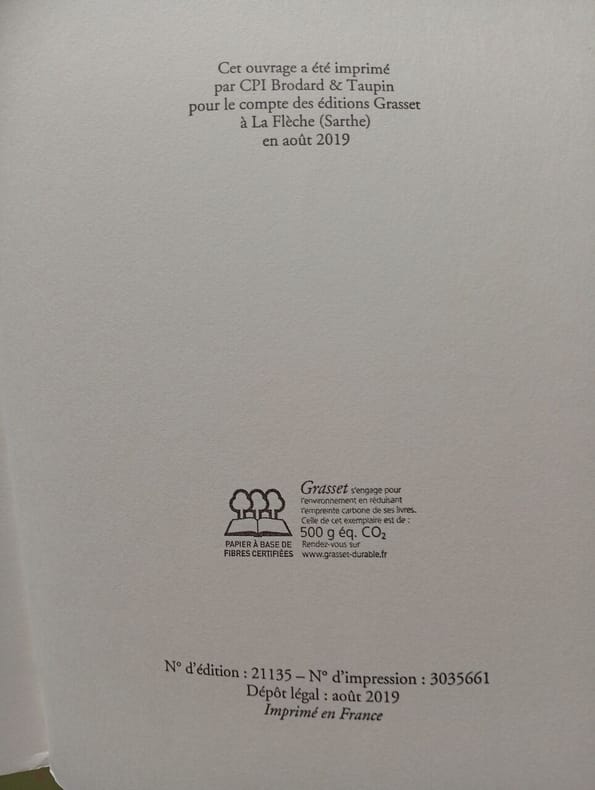 Cet ouvrage a été imprimé
par CPI Brodard & Taupin
pour le compte des éditions Grasset
à La Flèche (Sarthe)
en août 2019
Grasset s'engage pour
l'environnement en réduisant
l'empreinte carbone de ses livres.
Celle de cet exemplaire est de :
500 g éq. CO₂
Rendez-vous sur
www.grasset-durable.fr
PAPIER À BASE DE
FIBRES CERTIFIÉES
N° d'édition : 21135 – N° d'impression : 3035661
Dépôt légal : août 2019
Imprimé en France